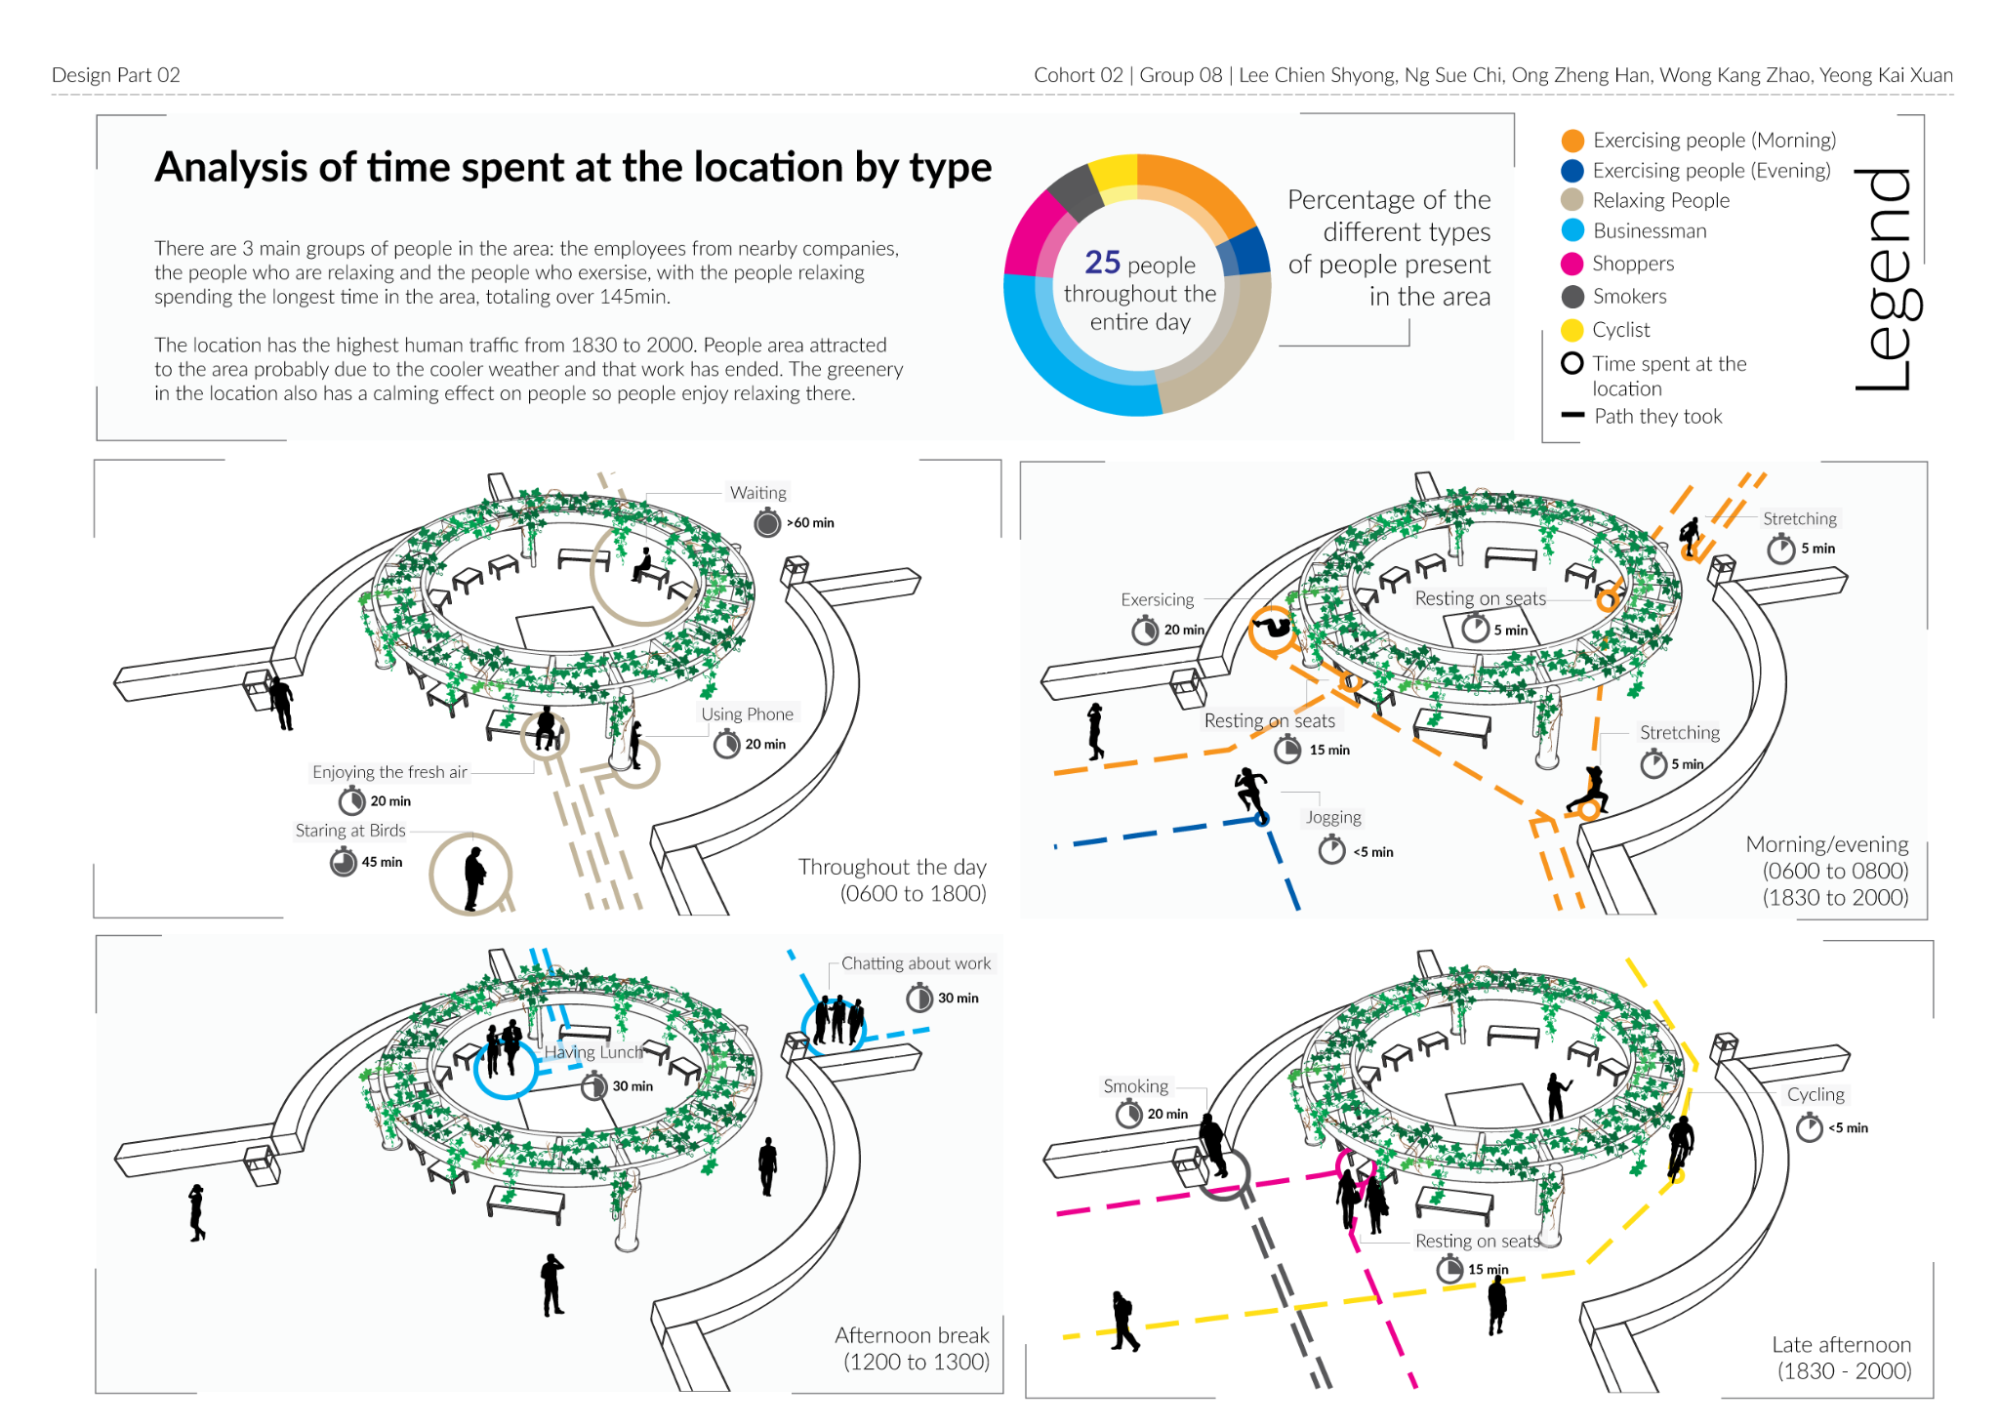 Design Part 02
Cohort 02 | Group 08 | Lee Chien Shyong, Ng Sue Chi, Ong Zheng Han, Wong Kang Zhao, Yeong Kai Xuan
Analysis of time spent at the location by type
There are 3 main groups of people in the area: the employees from nearby companies,
the people who are relaxing and the people who exersise, with the people relaxing
spending the longest time in the area, totaling over 145min.
The location has the highest human traffic from 1830 to 2000. People area attracted
to the area probably due to the cooler weather and that work has ended. The greenery
in the location also has a calming effect on people so people enjoy relaxing there.
25 people
throughout the
entire day
Percentage of the
different types
of people present
in the area
Exercising people (Morning)
Exercising people (Evening)
Relaxing People
Businessman
Shoppers
Smokers
Cyclist
Time spent at the
location
Path they took
Legend
Waiting
>60 min
Using Phone
20 min
Enjoying the fresh air
20 min
Staring at Birds
45 min
Throughout the day
(0600 to 1800)
Stretching
5 min
Exersicing
20 min
Resting on seats
5 min
Resting on seats
15 min
Stretching
5 min
Jogging
<5 min
Morning/evening
(0600 to 0800)
(1830 to 2000)
Chatting about work
30 min
Having Lunch
30 min
Afternoon break
(1200 to 1300)
Smoking
20 min
Cycling
<5 min
Resting on seats
15 min
Late afternoon
(1830 - 2000)